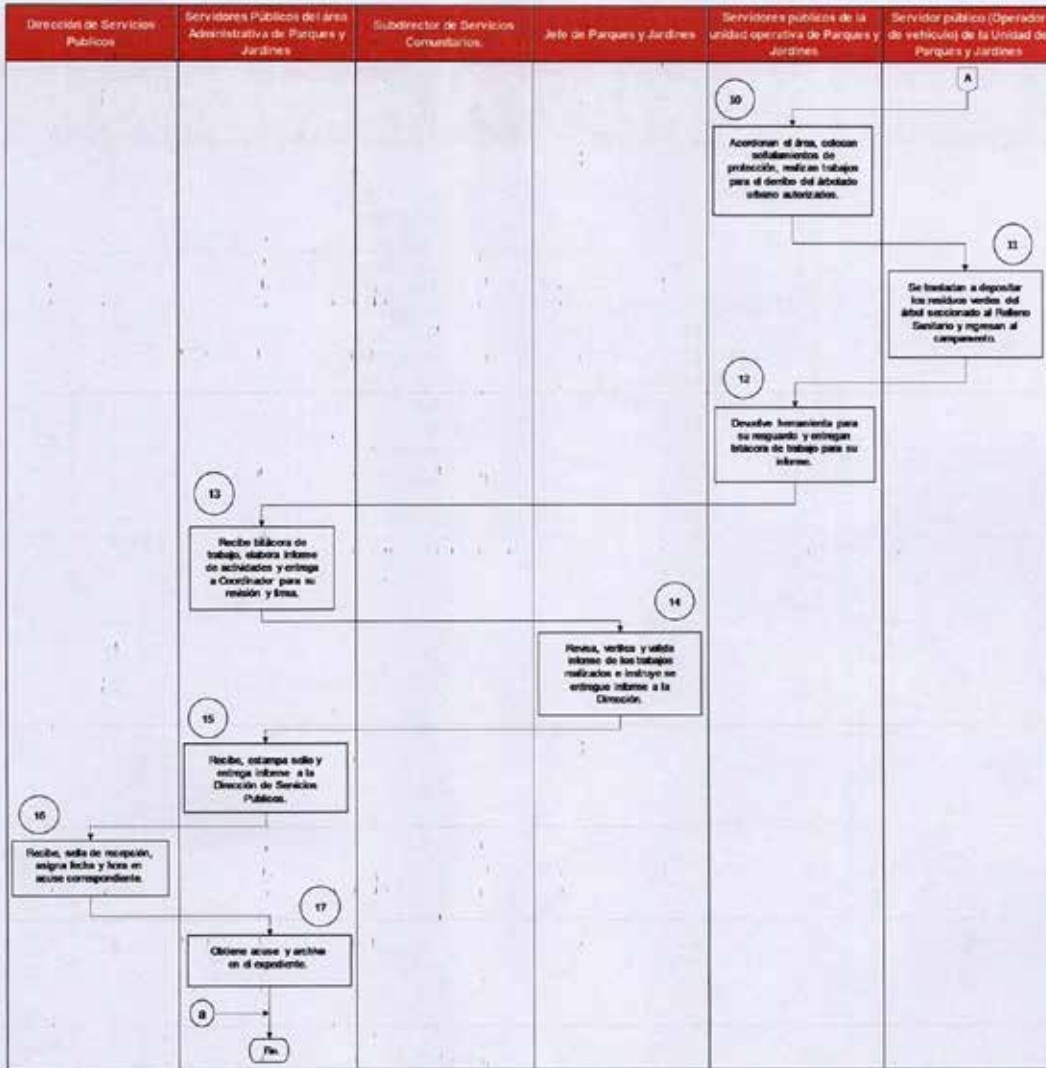 Dirección de Servicios
Publicos
Servidores Públicos del área
Administrativa de Parques y
Jardines
Subdirector de Servicios
Comunitarios.
Jefe de Parques y Jardines
Servidores publicos de la
unidad operativa de Parques y
Jordines
Servidor público (Operador
de vehículo) de la Unidad de
Parques y Jardines
A
10
Acordonan el área, colocan
señalamientos de
protección, realizan trabajos
para el derribo del árbolado
urbano autorizados.
11
Se trasladan a depositar
los residuos verdes del
árbol seccionado al Relleno
Sanitario y regresan al
campamento.
12
Devuelve herramienta para
su resguardo y entregan
bitácora de trabajo para su
informe.
13
Recibe bitácora de
trabajo, elabora informe
de actividades y entrega
a Coordinador para su
revisión y firma.
14
Revisa, verifica y valida
informe de los trabajos
realizados e instruye se
entregue informe a la
Dirección.
15
Recibe, estampa sello y
entrega informe a la
Dirección de Servicios
Publicos.
16
Recibe, sella de recepción,
asigna fecha y hora en
acuse correspondiente.
17
Obtiene acuse y archiva
en el expediente.
B
Fin